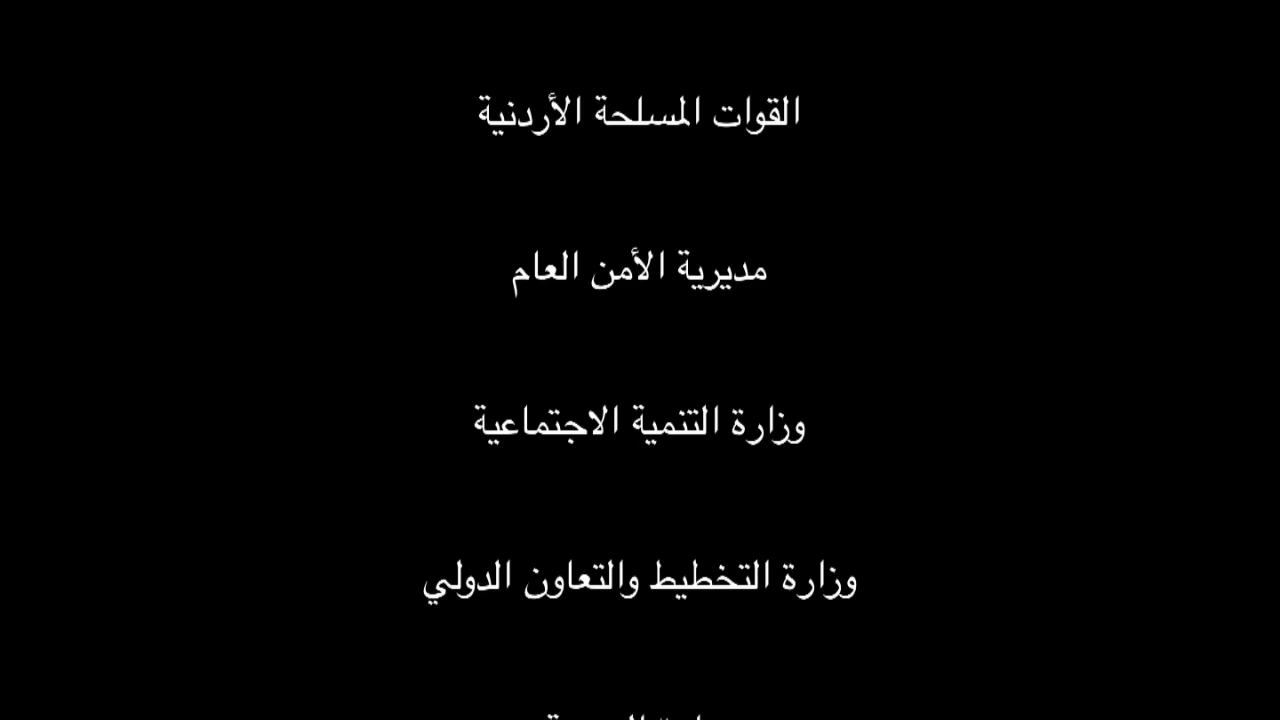 القوات المسلحة الأردنية
مديرية الأمن العام
وزارة التنمية الاجتماعية
وزارة التخطيط والتعاون الدولي